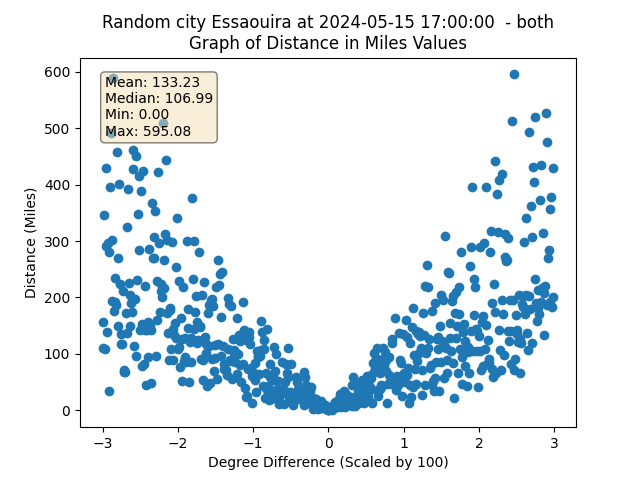 Random city Essaouira at 2024-05-15 17:00:00  - both
Graph of Distance in Miles Values
Mean: 133.23
Median: 106.99
Min: 0.00
Max: 595.08
Distance (Miles)
600
500
400
300
200
100
0
−3 −2 −1 0 1 2 3
Degree Difference (Scaled by 100)